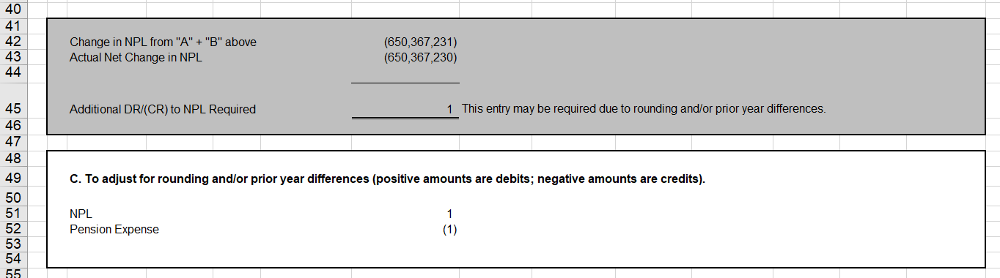 40
41
42 Change in NPL from "A" + "B" above (650,367,231)
43 Actual Net Change in NPL (650,367,230)
44
45 Additional DR/(CR) to NPL Required 1 This entry may be required due to rounding and/or prior year differences.
46
47
48
49 C. To adjust for rounding and/or prior year differences (positive amounts are debits; negative amounts are credits).
50
51 NPL 1
52 Pension Expense (1)
53
54
55